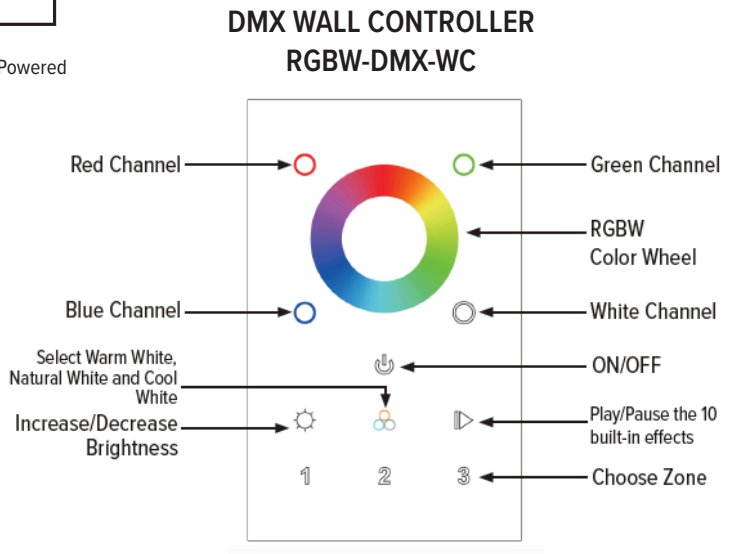 DMX WALL CONTROLLER
RGBW-DMX-WC
Powered
Red Channel
Green Channel
RGBW
Color Wheel
Blue Channel
White Channel
Select Warm White,
Natural White and Cool
White
ON/OFF
Increase/Decrease
Brightness
Play/Pause the 10
built-in effects
1 2 3
Choose Zone